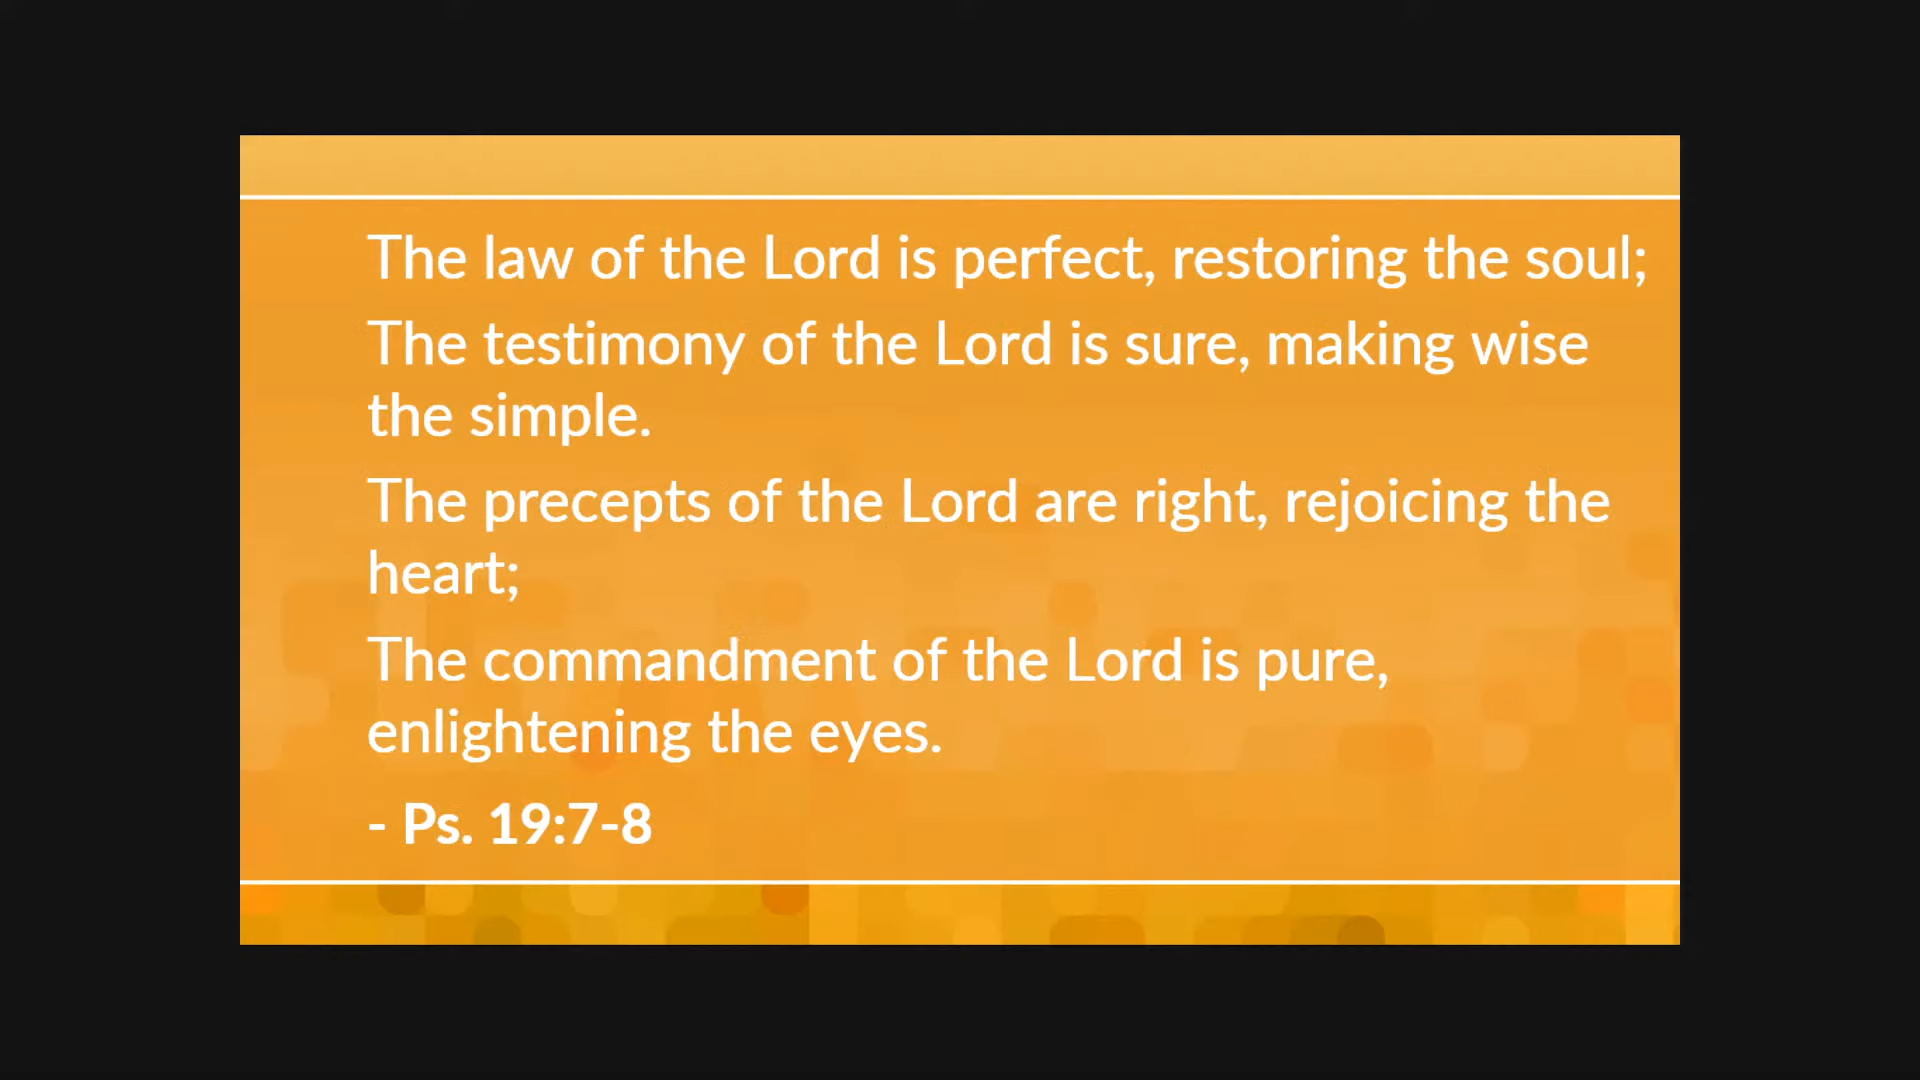 The law of the Lord is perfect, restoring the soul;
The testimony of the Lord is sure, making wise
the simple.
The precepts of the Lord are right, rejoicing the
heart;
The commandment of the Lord is pure,
enlightening the eyes.
- Ps. 19:7-8